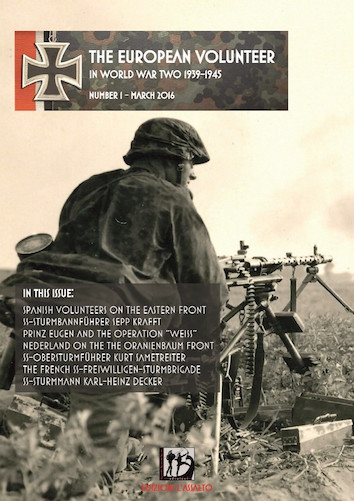 THE EUROPEAN VOLUNTEER
IN WORLD WAR TWO 1939-1945
NUMBER 1 - MARCH 2016
IN THIS ISSUE:
SPANISH VOLUNTEERS ON THE EASTERN FRONT
SS-STURMBANNFÜHRER SEPP KRAFFT
PRINZ EUGEN AND THE OPERATION "WEISS"
NEDERLAND ON THE THE ORANIENBAUM FRONT
SS-OBERSTURMFÜHRER KURT SAMETREITER
THE FRENCH SS-FREIWILLIGEN-STURMBRIGADE
SS-STURMMANN KARL-HEINZ DECKER